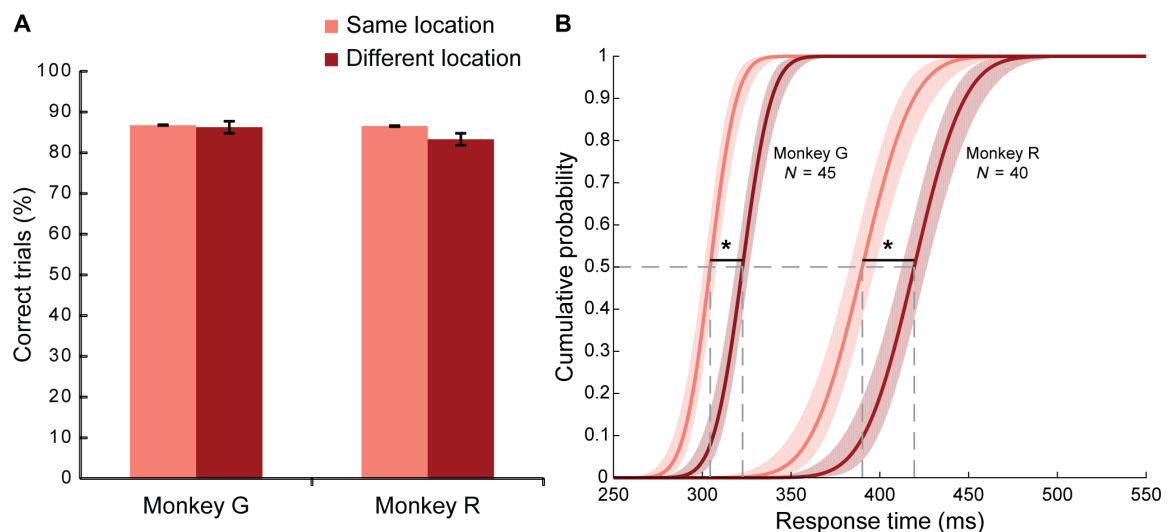 A
Same location
Different location
100
90
80
70
60
50
40
30
20
10
0
Correct trials (%)
Monkey G
Monkey R
B
1
0.9
0.8
0.7
0.6
0.5
0.4
0.3
0.2
0.1
0
Cumulative probability
Monkey G
N = 45
Monkey R
N = 40
*
*
250 300 350 400 450 500 550
Response time (ms)